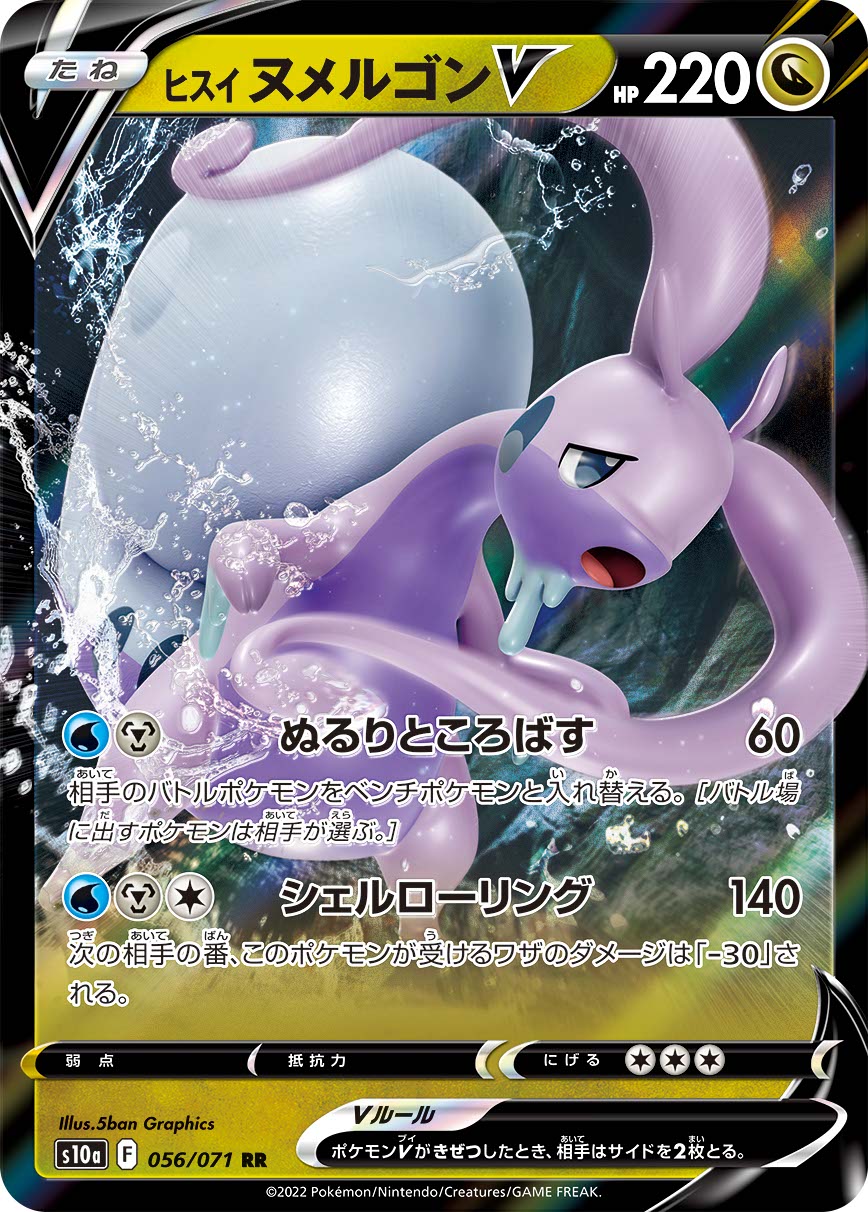 たね
ヒスイ ヌメルゴンV
HP 220
ぬるりところばす 60
相手のバトルポケモンをベンチポケモンと入れ替える。[バトル場
に出すポケモンは相手が選ぶ。]
シェルローリング 140
次の相手の番、このポケモンが受けるワザのダメージは「-30」さ
れる。
弱点 抵抗力 にげる
Illus.5ban Graphics
Vルール
ポケモンVがきぜつしたとき、相手はサイドを2枚とる。
s10a F 056/071 RR
©2022 Pokémon/Nintendo/Creatures/GAME FREAK.